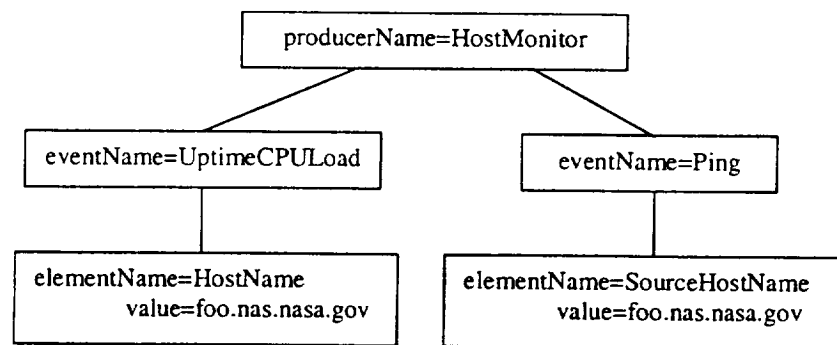 producerName=HostMonitor
eventName=UptimeCPULoad
eventName=Ping
elementName=HostName
value=foo.nas.nasa.gov
elementName=SourceHostName
value=foo.nas.nasa.gov